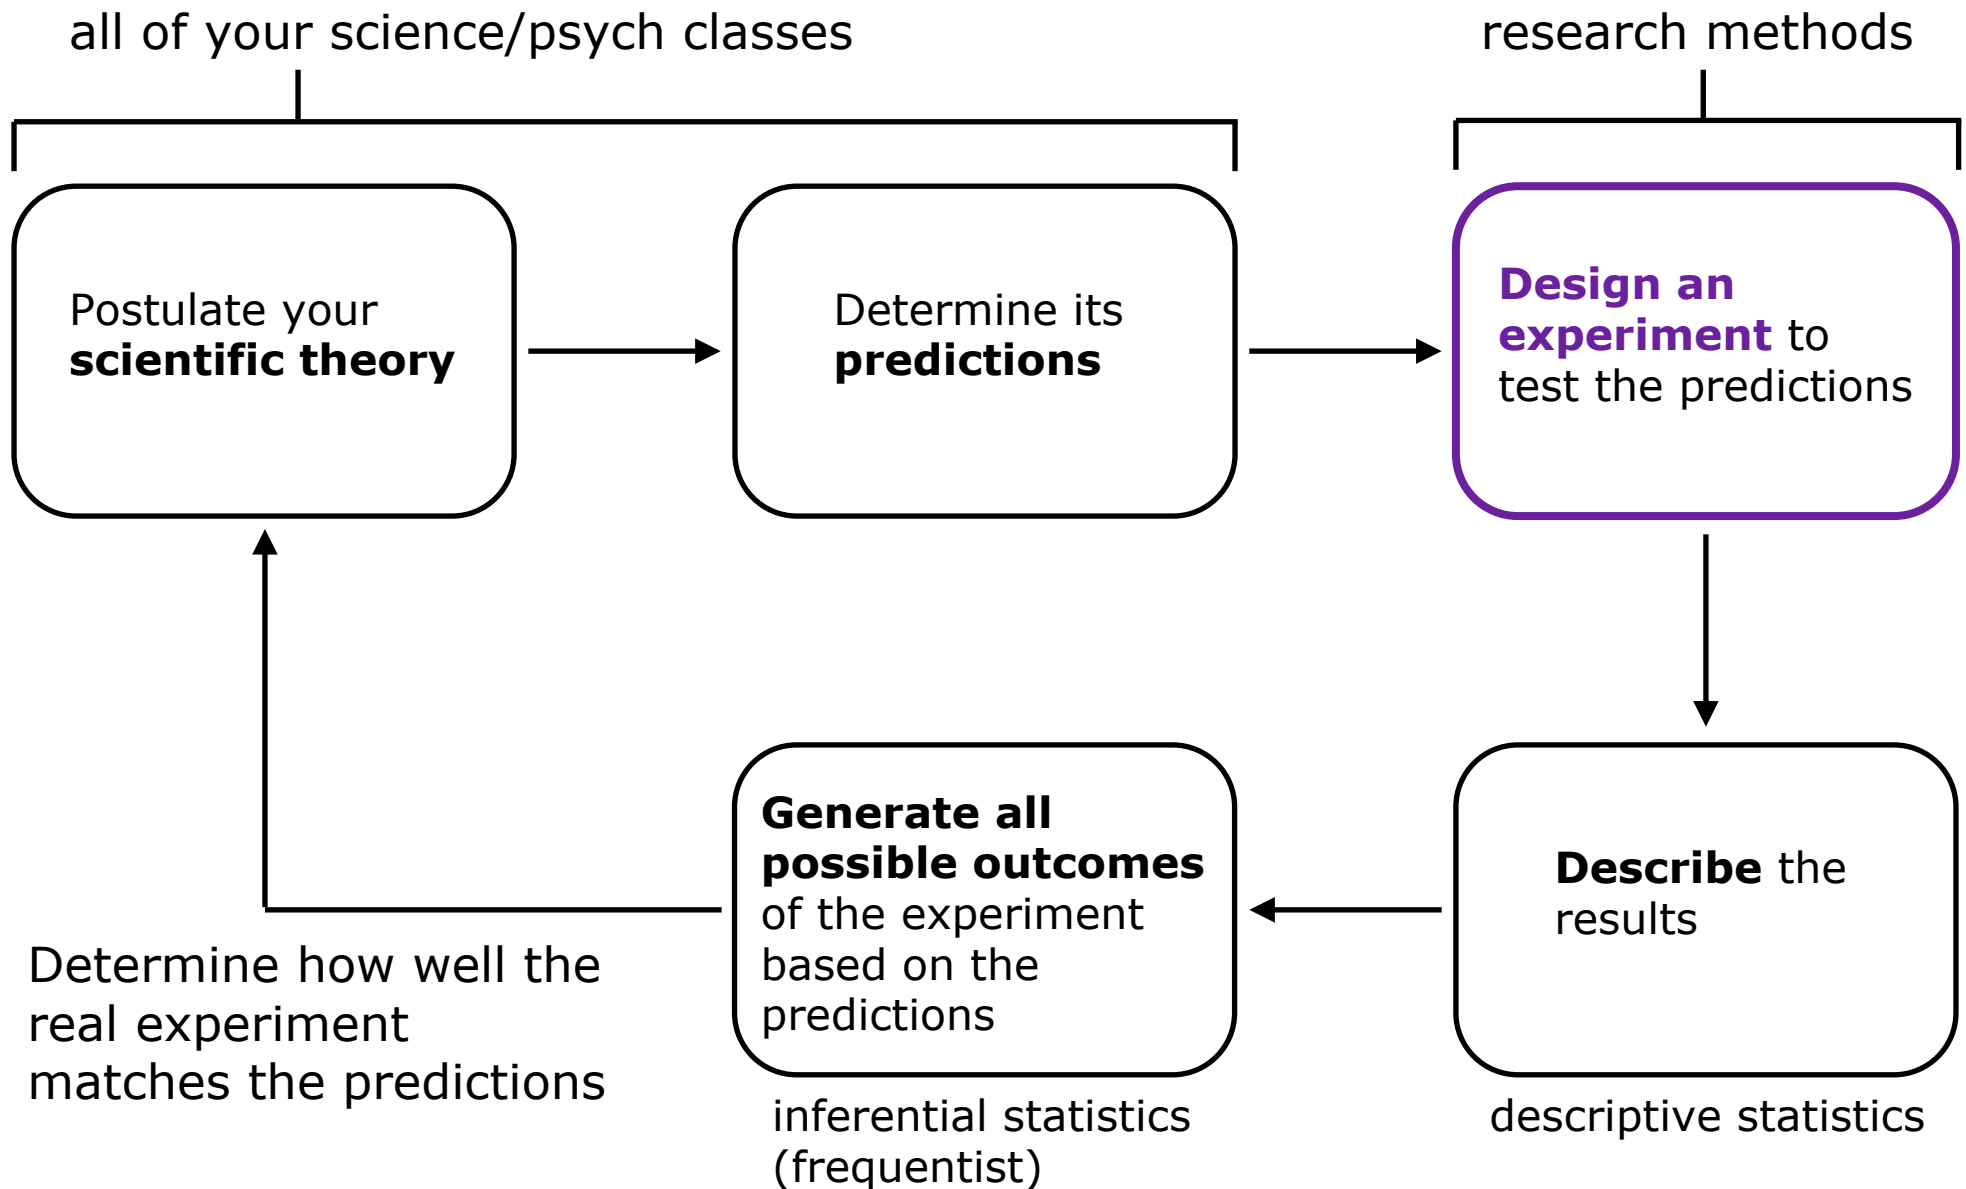 all of your science/psych classes
research methods
Postulate your
scientific theory
Determine its
predictions
Design an
experiment to
test the predictions
Determine how well the
real experiment
matches the predictions
Generate all
possible outcomes
of the experiment
based on the
predictions
inferential statistics
(frequentist)
Describe the
results
descriptive statistics